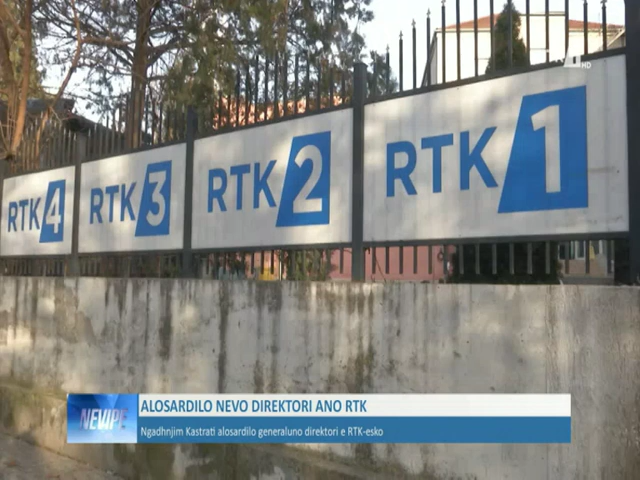 RTK 4
RTK 3
RTK 2
RTK 1
HD
NEVIPE
ALOSARDILO NEVO DIREKTORI ANO RTK
Ngadhnjim Kastrati alosardilo generaluno direktori e RTK-esko